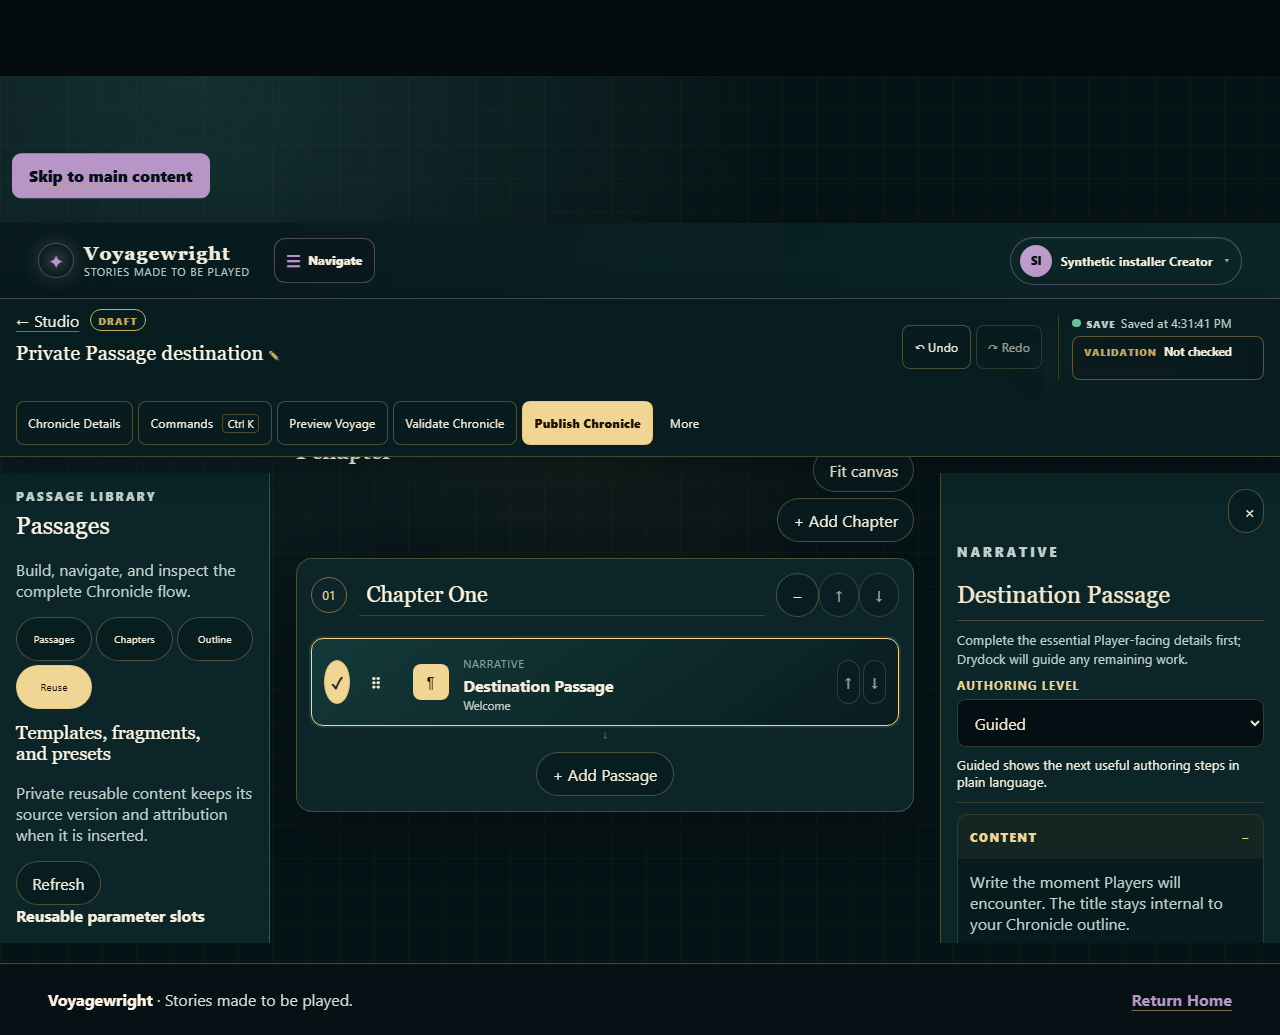 Skip to main content
Voyagewright
STORIES MADE TO BE PLAYED
Navigate
SI
Synthetic installer Creator
← Studio
DRAFT
Private Passage destination
Undo
Redo
SAVE Saved at 4:31:41 PM
VALIDATION Not checked
Chronicle Details
Commands Ctrl K
Preview Voyage
Validate Chronicle
Publish Chronicle
More
PASSAGE LIBRARY
Passages
Build, navigate, and inspect the
complete Chronicle flow.
Passages
Chapters
Outline
Reuse
Templates, fragments,
and presets
Private reusable content keeps its
source version and attribution
when it is inserted.
Refresh
Reusable parameter slots
1 chapter
Fit canvas
+ Add Chapter
01
Chapter One
– ↑ ↓
✓
¶
NARRATIVE
Destination Passage
Welcome
↑ ↓
↓
+ Add Passage
×
NARRATIVE
Destination Passage
Complete the essential Player-facing details first;
Drydock will guide any remaining work.
AUTHORING LEVEL
Guided
Guided shows the next useful authoring steps in
plain language.
CONTENT –
Write the moment Players will
encounter. The title stays internal to
your Chronicle outline.
Voyagewright · Stories made to be played.
Return Home